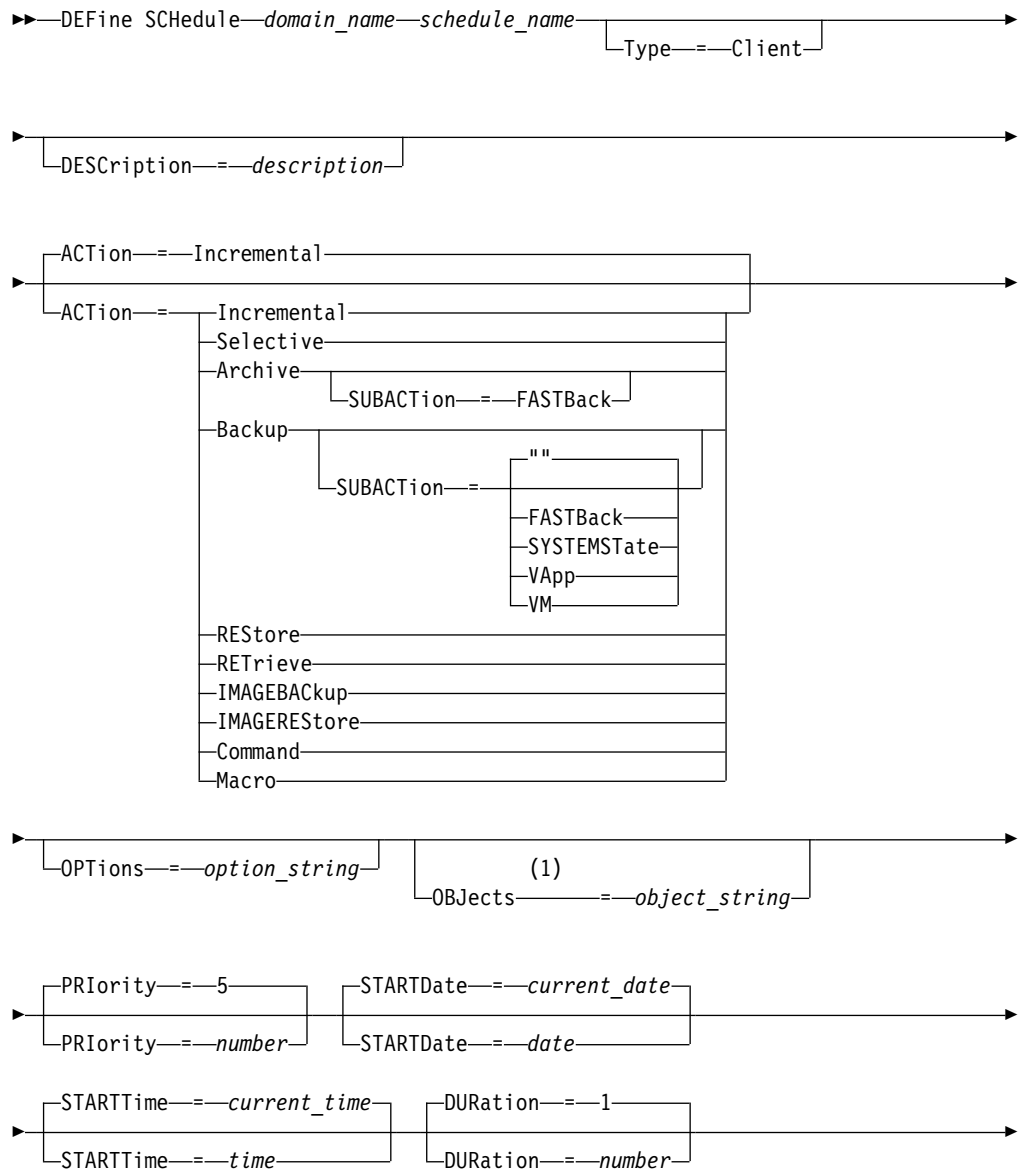 DEFine SCHedule domain_name schedule_name
Type = Client
DESCription = description
ACTion = Incremental
ACTion = Incremental
Selective
Archive
SUBACTion = FASTBack
Backup
""
SUBACTion =
FASTBack
SYSTEMSTate
VApp
VM
REStore
RETrieve
IMAGEBACkup
IMAGEREStore
Command
Macro
OPTions = option_string
(1)
OBJects = object_string
PRIority = 5 STARTDate = current_date
PRIority = number STARTDate = date
STARTTime = current_time DURation = 1
STARTTime = time DURation = number